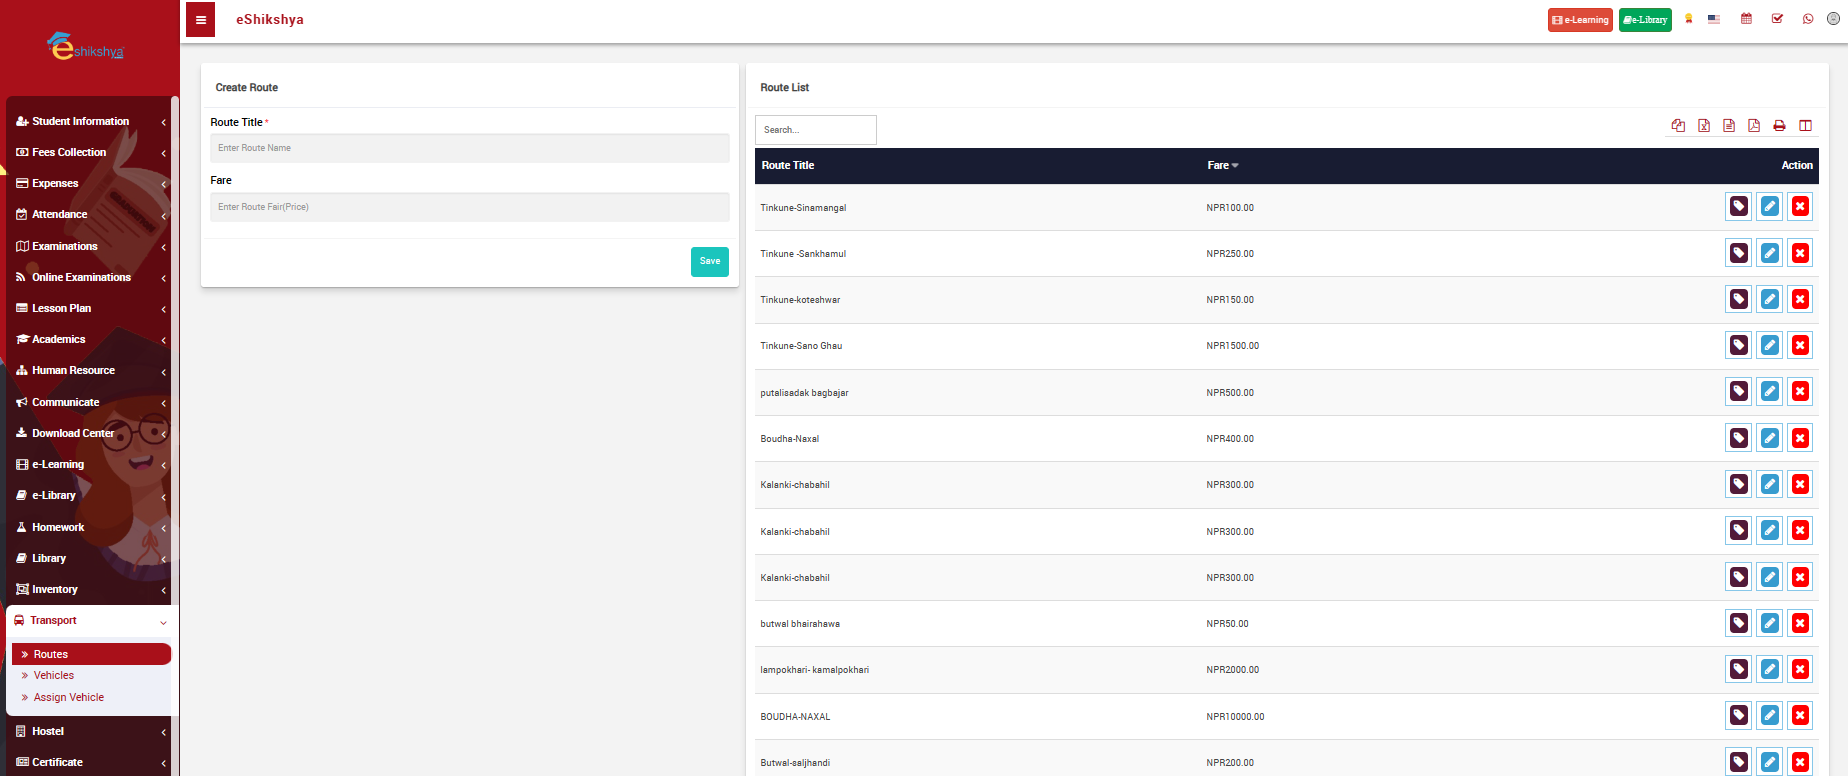 eshikshya
eShikshya
e-Learning
e-Library
Student Information
Fees Collection
Expenses
Attendance
Examinations
Online Examinations
Lesson Plan
Academics
Human Resource
Communicate
Download Center
e-Learning
e-Library
Homework
Library
Inventory
Transport
Routes
Vehicles
Assign Vehicle
Hostel
Certificate
Create Route
Route Title *
Enter Route Name
Fare
Enter Route Fair(Price)
Save
Route List
Search...
Route Title Fare Action
Tinkune-Sinamangal NPR100.00
Tinkune -Sankhamul NPR250.00
Tinkune-koteshwar NPR150.00
Tinkune-Sano Ghau NPR1500.00
putalisadak bagbajar NPR500.00
Boudha-Naxal NPR400.00
Kalanki-chabahil NPR300.00
Kalanki-chabahil NPR300.00
Kalanki-chabahil NPR300.00
butwal bhairahawa NPR50.00
lampokhari- kamalpokhari NPR2000.00
BOUDHA-NAXAL NPR10000.00
Butwal-saljhandi NPR200.00